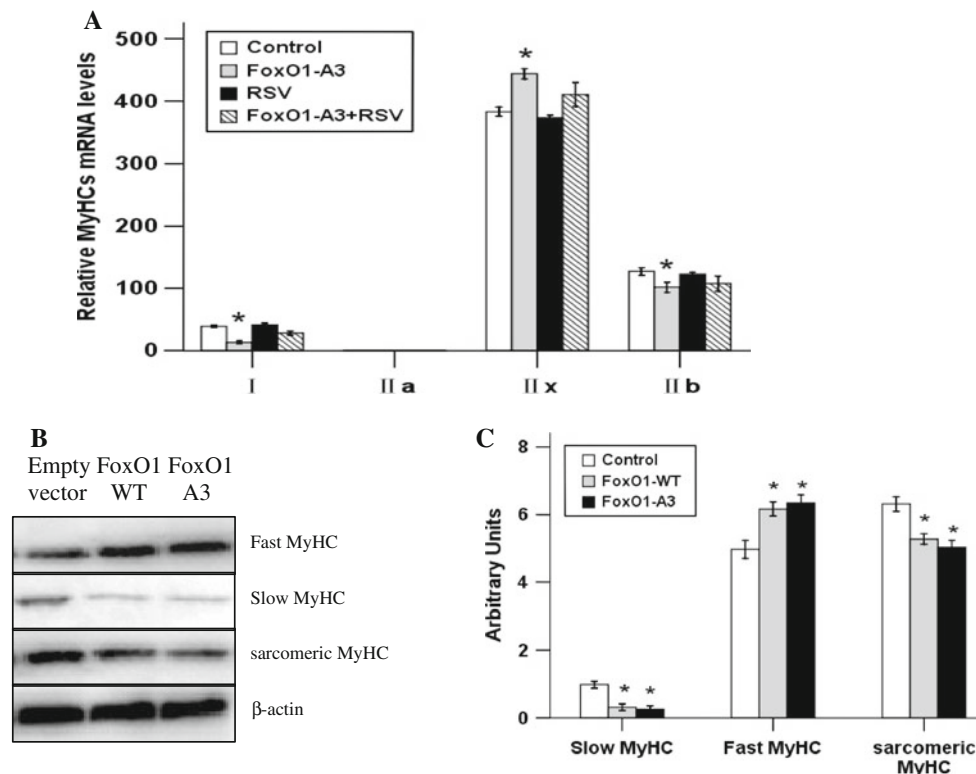 A
Relative MyHCs mRNA levels
500
400
300
200
100
0
Control
FoxO1-A3
RSV
FoxO1-A3+RSV
*
*
*
I
II a
II x
II b
B
Empty vector
FoxO1 WT
FoxO1 A3
Fast MyHC
Slow MyHC
sarcomeric MyHC
β-actin
C
Arbitrary Units
8
6
4
2
0
Control
FoxO1-WT
FoxO1-A3
* *
* *
* *
Slow MyHC
Fast MyHC
sarcomeric
MyHC